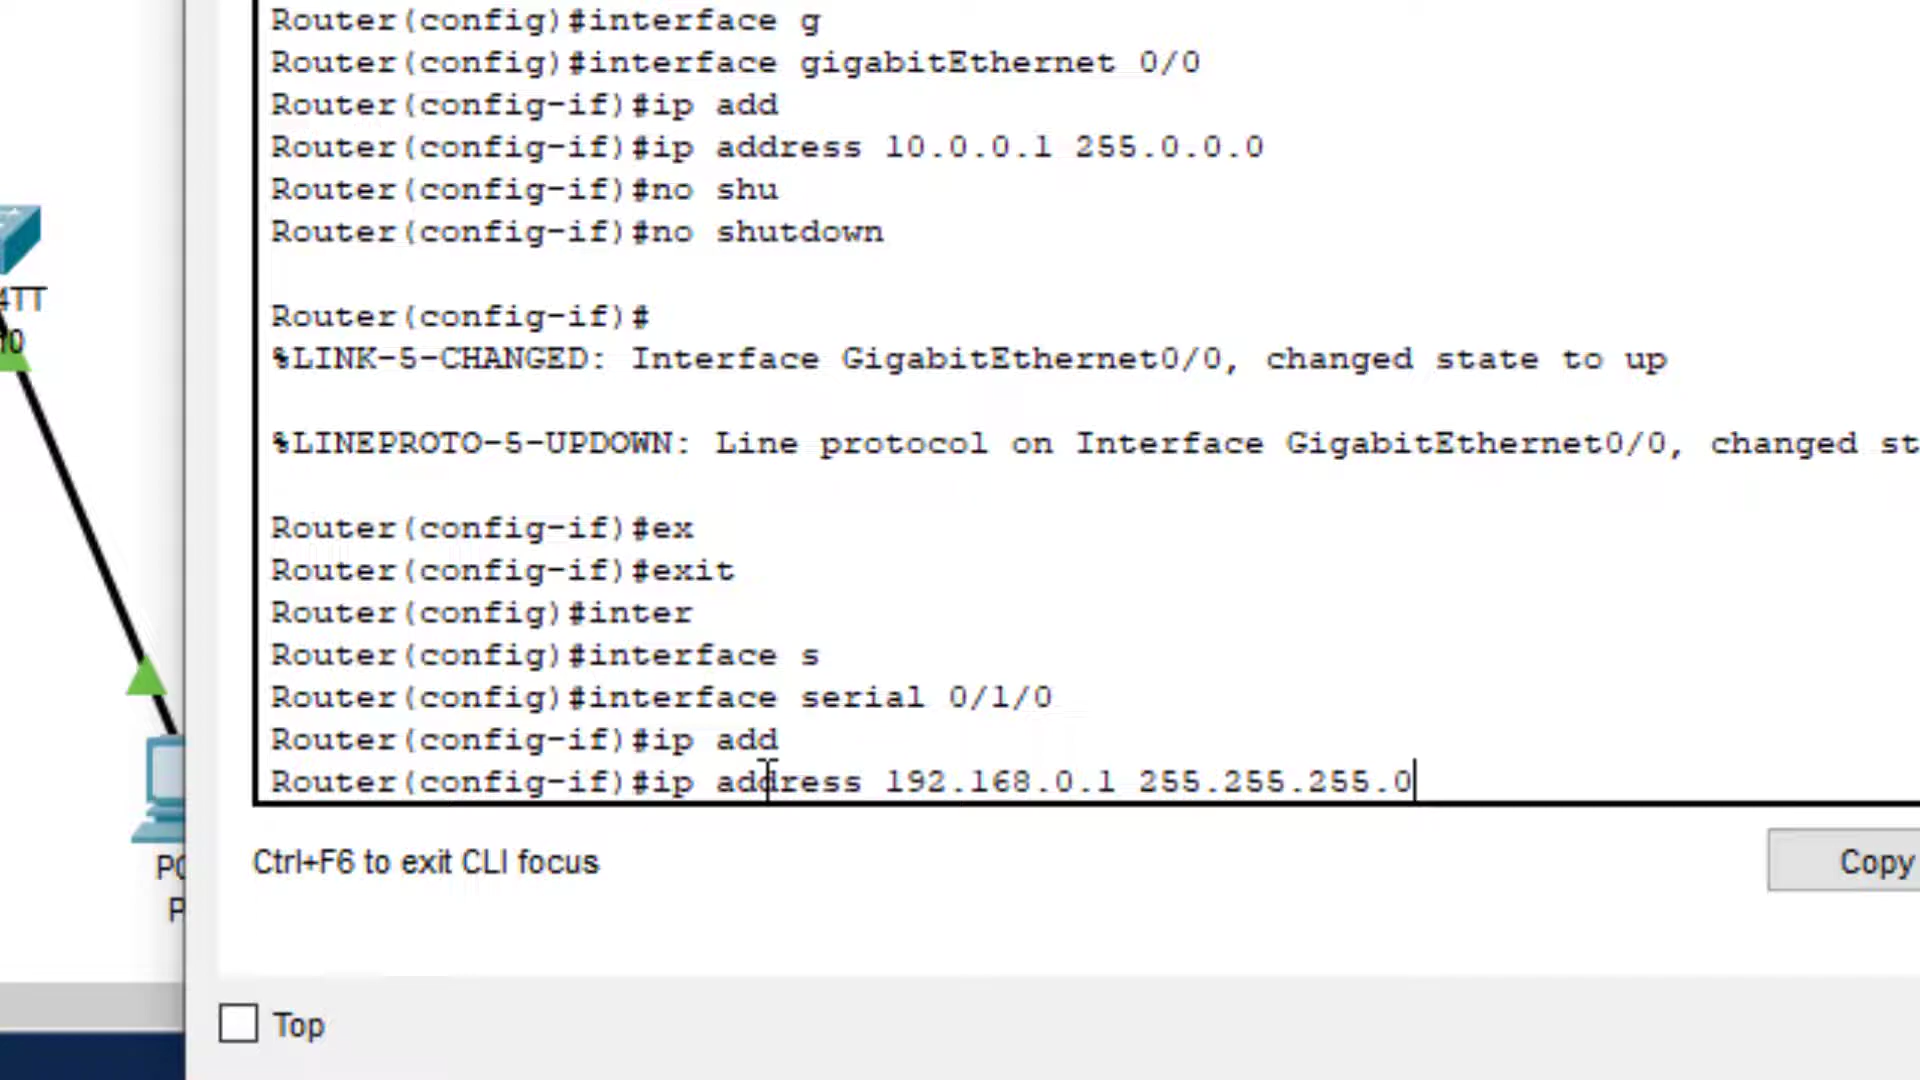 Router(config)#interface g
Router(config)#interface gigabitEthernet 0/0
Router(config-if)#ip add
Router(config-if)#ip address 10.0.0.1 255.0.0.0
Router(config-if)#no shu
Router(config-if)#no shutdown
Router(config-if)#
%LINK-5-CHANGED: Interface GigabitEthernet0/0, changed state to up
%LINEPROTO-5-UPDOWN: Line protocol on Interface GigabitEthernet0/0, changed st
Router(config-if)#ex
Router(config-if)#exit
Router(config)#inter
Router(config)#interface s
Router(config)#interface serial 0/1/0
Router(config-if)#ip add
Router(config-if)#ip address 192.168.0.1 255.255.255.0
4TT
Ctrl+F6 to exit CLI focus
Copy
PC
P
Top